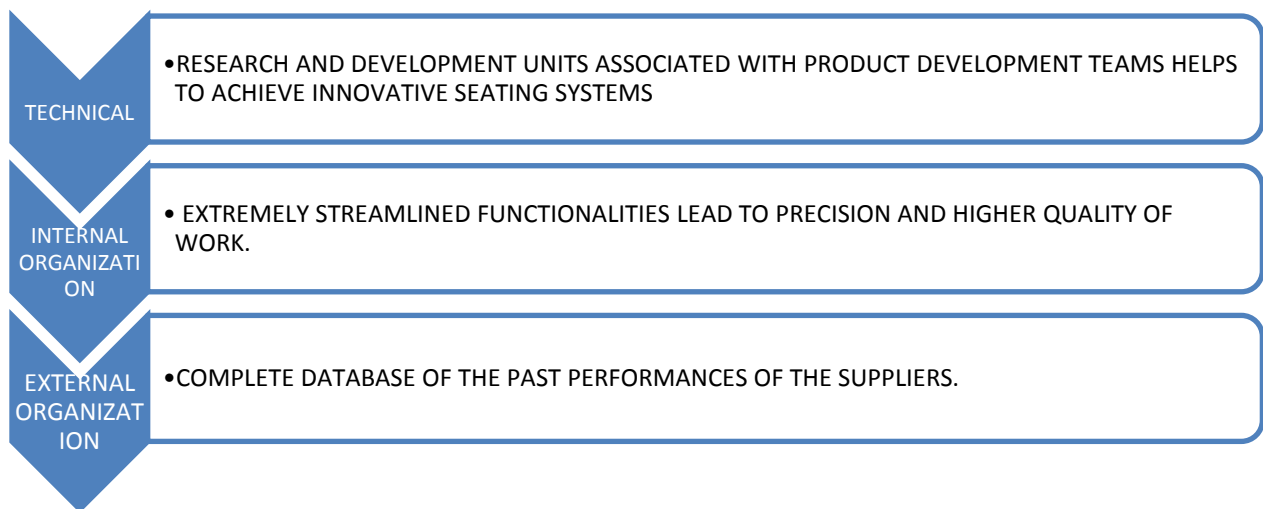 TECHNICAL
•RESEARCH AND DEVELOPMENT UNITS ASSOCIATED WITH PRODUCT DEVELOPMENT TEAMS HELPS
TO ACHIEVE INNOVATIVE SEATING SYSTEMS
INTERNAL
ORGANIZATI
ON
• EXTREMELY STREAMLINED FUNCTIONALITIES LEAD TO PRECISION AND HIGHER QUALITY OF
WORK.
EXTERNAL
ORGANIZAT
ION
•COMPLETE DATABASE OF THE PAST PERFORMANCES OF THE SUPPLIERS.